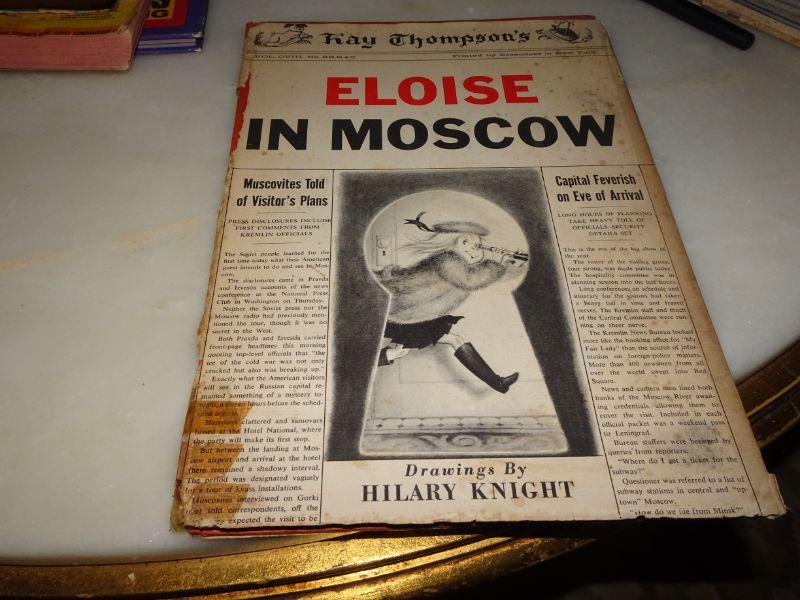 Kay Thompson's
VOL. CVIII. No.
Printed by Essandess in New York
ELOISE
IN MOSCOW
Muscovites Told
of Visitor's Plans
PRESS DISCLOSURES INCLUDE
FIRST COMMENTS FROM
KREMLIN OFFICIALS
The Soviet people learned for the
first time today what their American
guest intends to do and see in Mos-
cow.
The disclosures came in Pravda
and Izvestia accounts of the news
conference at the National Press
Club in Washington on Thursday.
Neither the Soviet press nor the
Moscow radio had previously men-
tioned the tour, though it was no
secret in the West.
Both Pravda and Izvestia carried
front-page headlines this morning
quoting top-level officials that "the
ice of the cold war was not only
cracked but also was breaking up."
Exactly what the American visitors
will see in the Russian capital re-
mained something of a mystery to-
hours before the sched-
clattered and samovars
at the Hotel National, where
the party will make its first stop.
But between the landing at Mos-
cow airport and arrival at the hotel
there remained a shadowy interval.
The period was designated vaguely
for a tour of kvass installations.
Muscovites interviewed on Gorki
told correspondents, off the
expected the visit to be
Drawings By
HILARY KNIGHT
Capital Feverish
on Eve of Arrival
LONG HOURS OF PLANNING
TAKE HEAVY TOLL OF
OFFICIALS-SECURITY
DETAILS SET
This is the eve of the big show of
the year.
The roster of the visiting group,
four strong, was made public today.
The hospitality committee was in
planning session into the late hours.
Long conferences on schedule and
itinerary for the visitors had taken
a heavy toll in time and frayed
nerves. The Kremlin staff and much
of the Central Committee were run-
ning on sheer nerve.
The Kremlin News Bureau looked
more like the booking office for "My
Fair Lady" than the source of infor-
mation on foreign-policy matters.
More than 400 newsmen from all
over the world swept into Red
Square.
News and camera men lined both
banks of the Moscow River await-
ing credentials allowing them to
cover the visit. Included in each
official packet was a weekend pass
to Leningrad.
Bureau staffers were besieged by
queries from reporters.
"Where do I get a ticket for the
subway?"
Questioner was referred to a list of
subway stations in central and "up-
town" Moscow.
"How do we get from Minsk?"